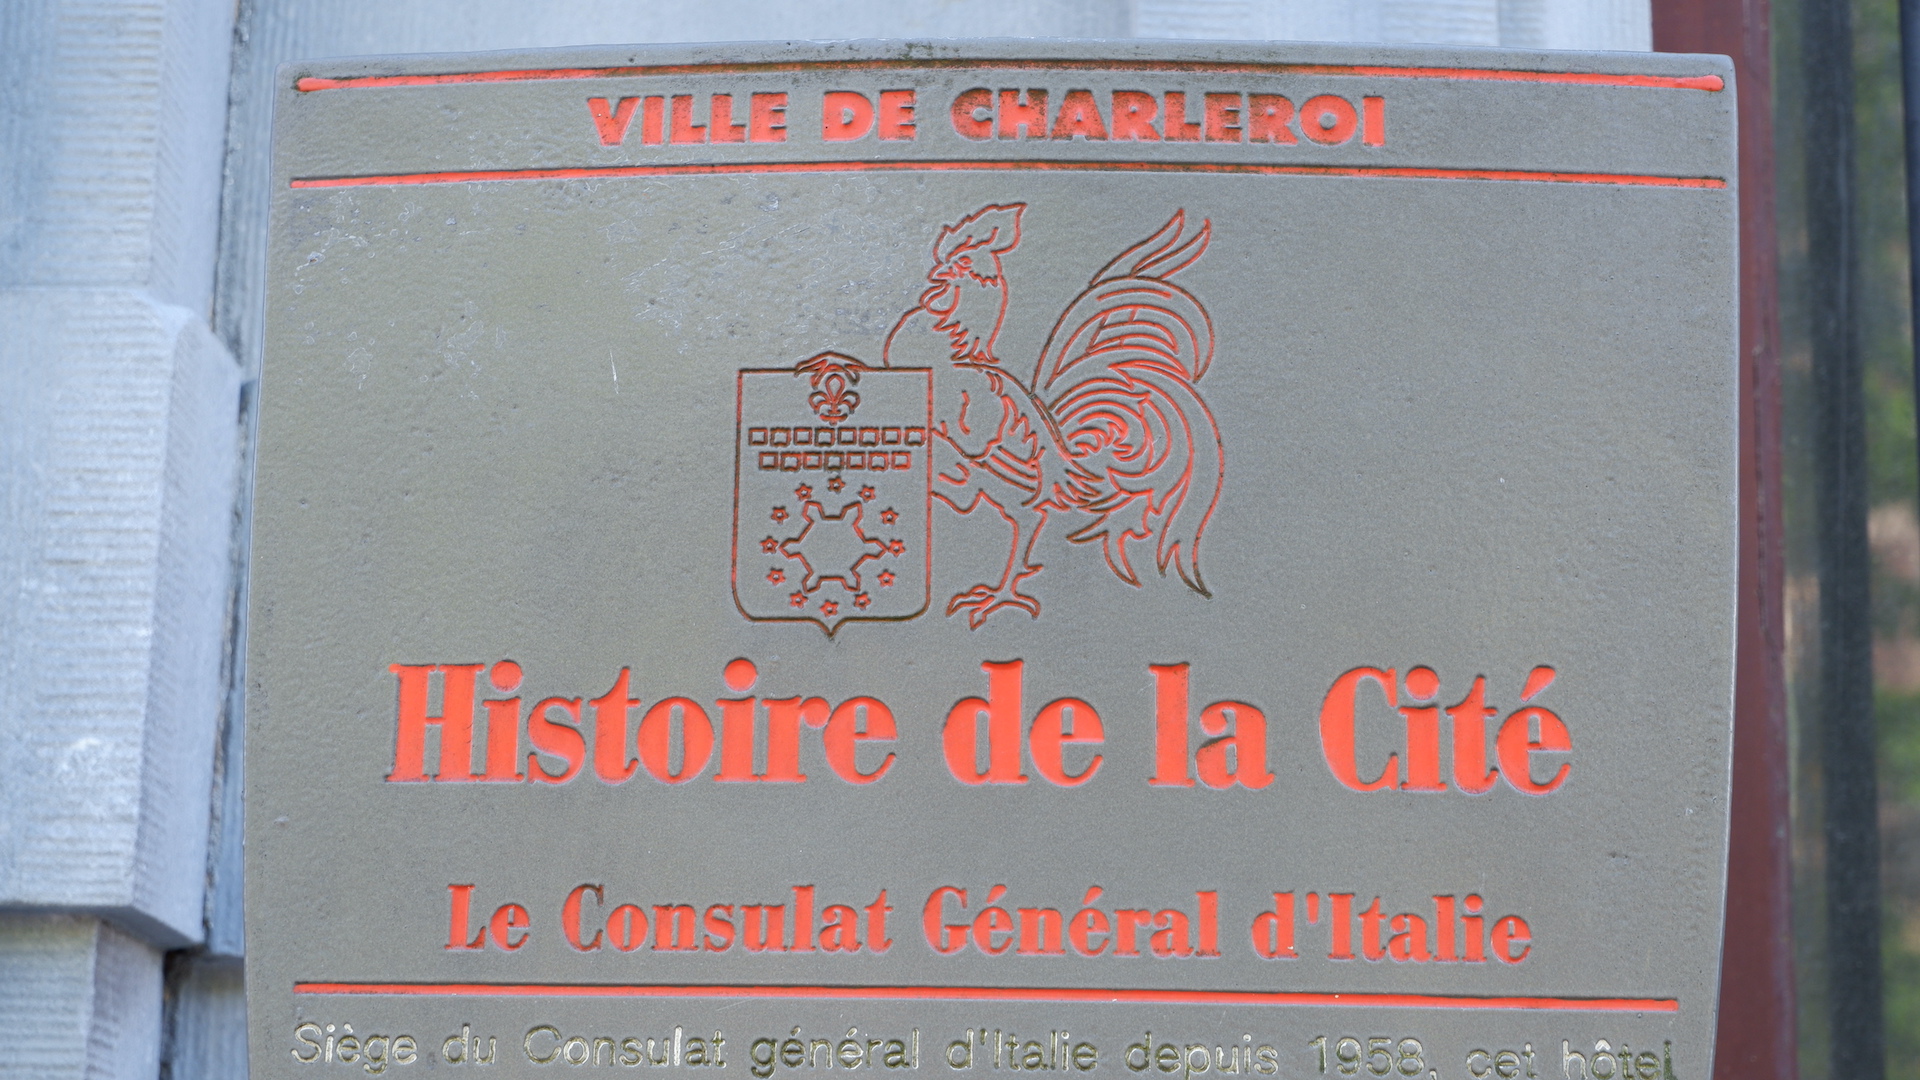 VILLE DE CHARLEROI
Histoire de la Cité
Le Consulat Général d'Italie
Siège du Consulat général d'Italie depuis 1958, cet hôtel